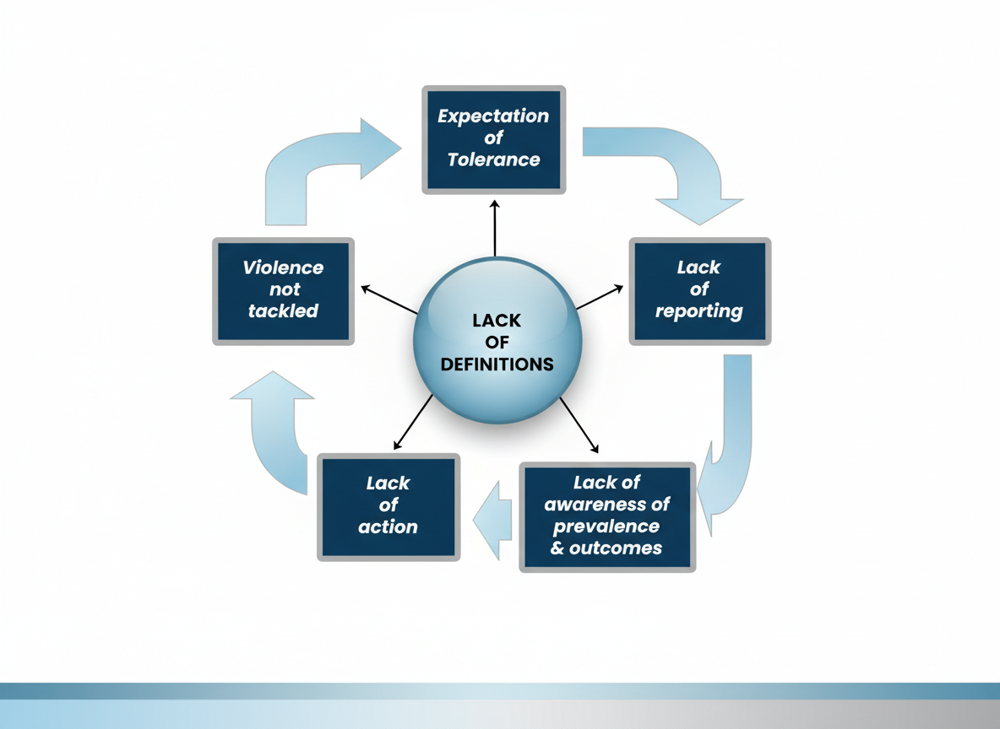 Expectation
of
Tolerance
Violence
not
tackled
Lack
of
reporting
LACK
OF
DEFINITIONS
Lack
of
action
Lack of
awareness of
prevalence
& outcomes